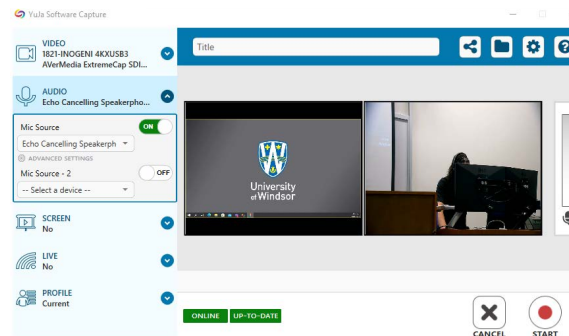 YuJa Software Capture
VIDEO
1821-INOGENI 4KXUSB3
AVerMedia ExtremeCap SDI...
Title
AUDIO
Echo Cancelling Speakerpho...
Mic Source
ON
Echo Cancelling Speakerph
ADVANCED SETTINGS
Mic Source - 2
OFF
-- Select a device --
SCREEN
No
LIVE
No
PROFILE
Current
University
of Windsor
ONLINE
UP-TO-DATE
CANCEL
START